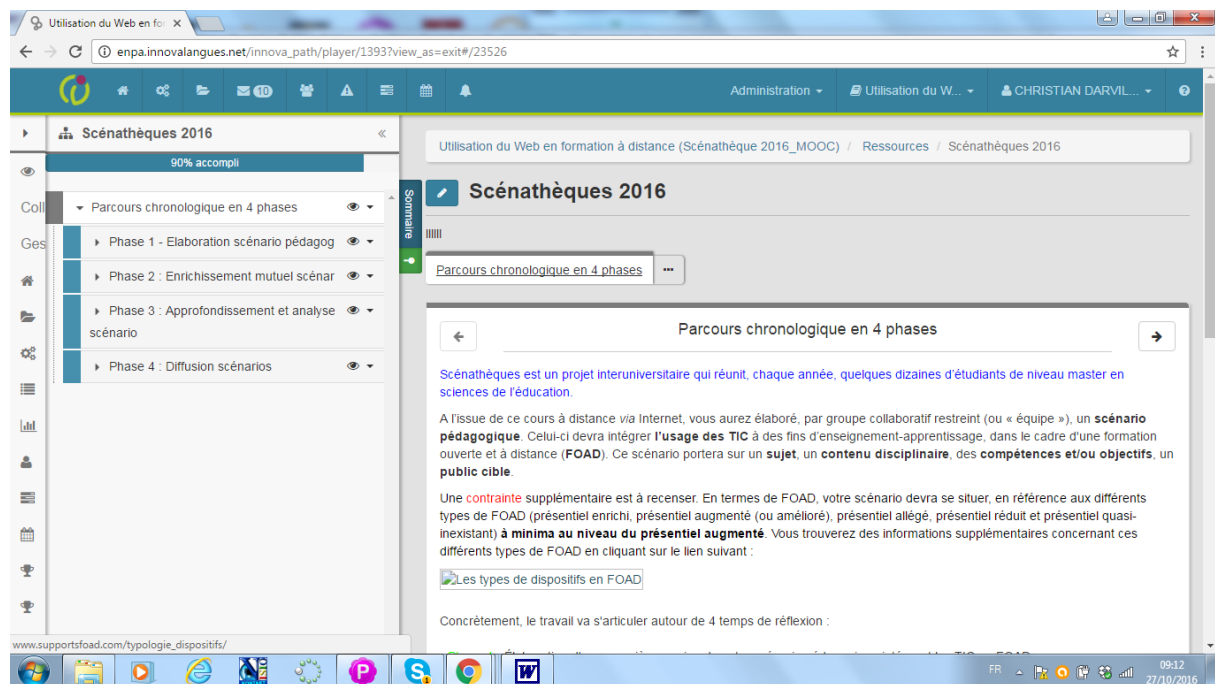 Utilisation du Web en for
enpa.innovalangues.net/innova_path/player/1393?view_as=exit#/23526
10
Administration
Utilisation du W...
CHRISTIAN DARVIL...
Scénathèques 2016
90% accompli
Coll
Ges
Parcours chronologique en 4 phases
Phase 1 - Elaboration scénario pédagog
Phase 2 : Enrichissement mutuel scénar
Phase 3 : Approfondissement et analyse
scénario
Phase 4 : Diffusion scénarios
Sommaire
Utilisation du Web en formation à distance (Scénathèque 2016_MOOC) / Ressources / Scénathèques 2016
Scénathèques 2016
llllll
Parcours chronologique en 4 phases
Parcours chronologique en 4 phases
Scénathèques est un projet interuniversitaire qui réunit, chaque année, quelques dizaines d'étudiants de niveau master en
sciences de l'éducation.
A l'issue de ce cours à distance via Internet, vous aurez élaboré, par groupe collaboratif restreint (ou « équipe »), un scénario
pédagogique. Celui-ci devra intégrer l'usage des TIC à des fins d'enseignement-apprentissage, dans le cadre d'une formation
ouverte et à distance (FOAD). Ce scénario portera sur un sujet, un contenu disciplinaire, des compétences et/ou objectifs, un
public cible.
Une contrainte supplémentaire est à recenser. En termes de FOAD, votre scénario devra se situer, en référence aux différents
types de FOAD (présentiel enrichi, présentiel augmenté (ou amélioré), présentiel allégé, présentiel réduit et présentiel quasi-
inexistant) à minima au niveau du présentiel augmenté. Vous trouverez des informations supplémentaires concernant ces
différents types de FOAD en cliquant sur le lien suivant :
Les types de dispositifs en FOAD
Concrètement, le travail va s'articuler autour de 4 temps de réflexion :
www.supportsfoad.com/typologie_dispositifs/
FR
09:12
27/10/2016